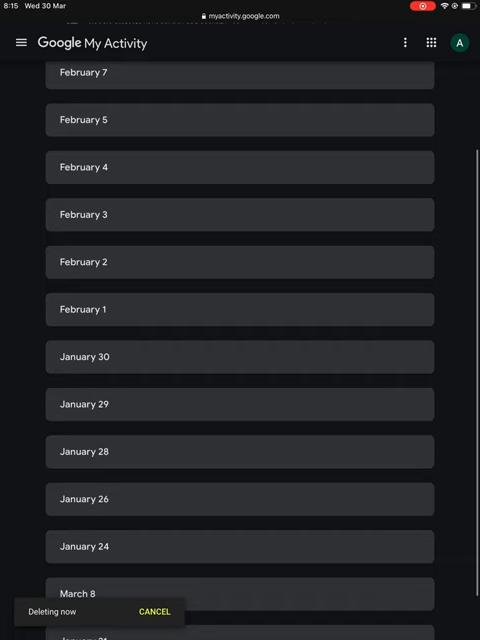 8:15 Wed 30 Mar
myactivity.google.com
Google My Activity
A
February 7
February 5
February 4
February 3
February 2
February 1
January 30
January 29
January 28
January 26
January 24
March 8
Deleting now CANCEL